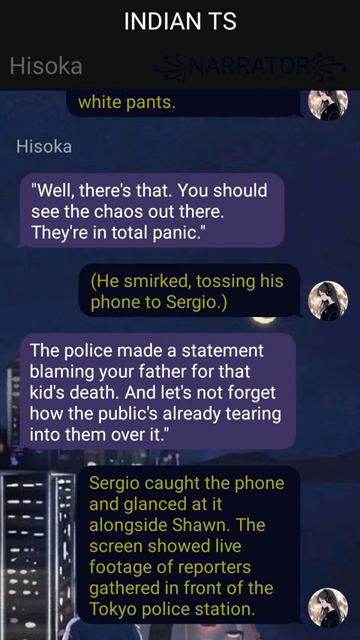 INDIAN TS
Hisoka
꧁NARRATOR꧂
white pants.
Hisoka
"Well, there's that. You should
see the chaos out there.
They're in total panic."
(He smirked, tossing his
phone to Sergio.)
The police made a statement
blaming your father for that
kid's death. And let's not forget
how the public's already tearing
into them over it."
Sergio caught the phone
and glanced at it
alongside Shawn. The
screen showed live
footage of reporters
gathered in front of the
Tokyo police station.